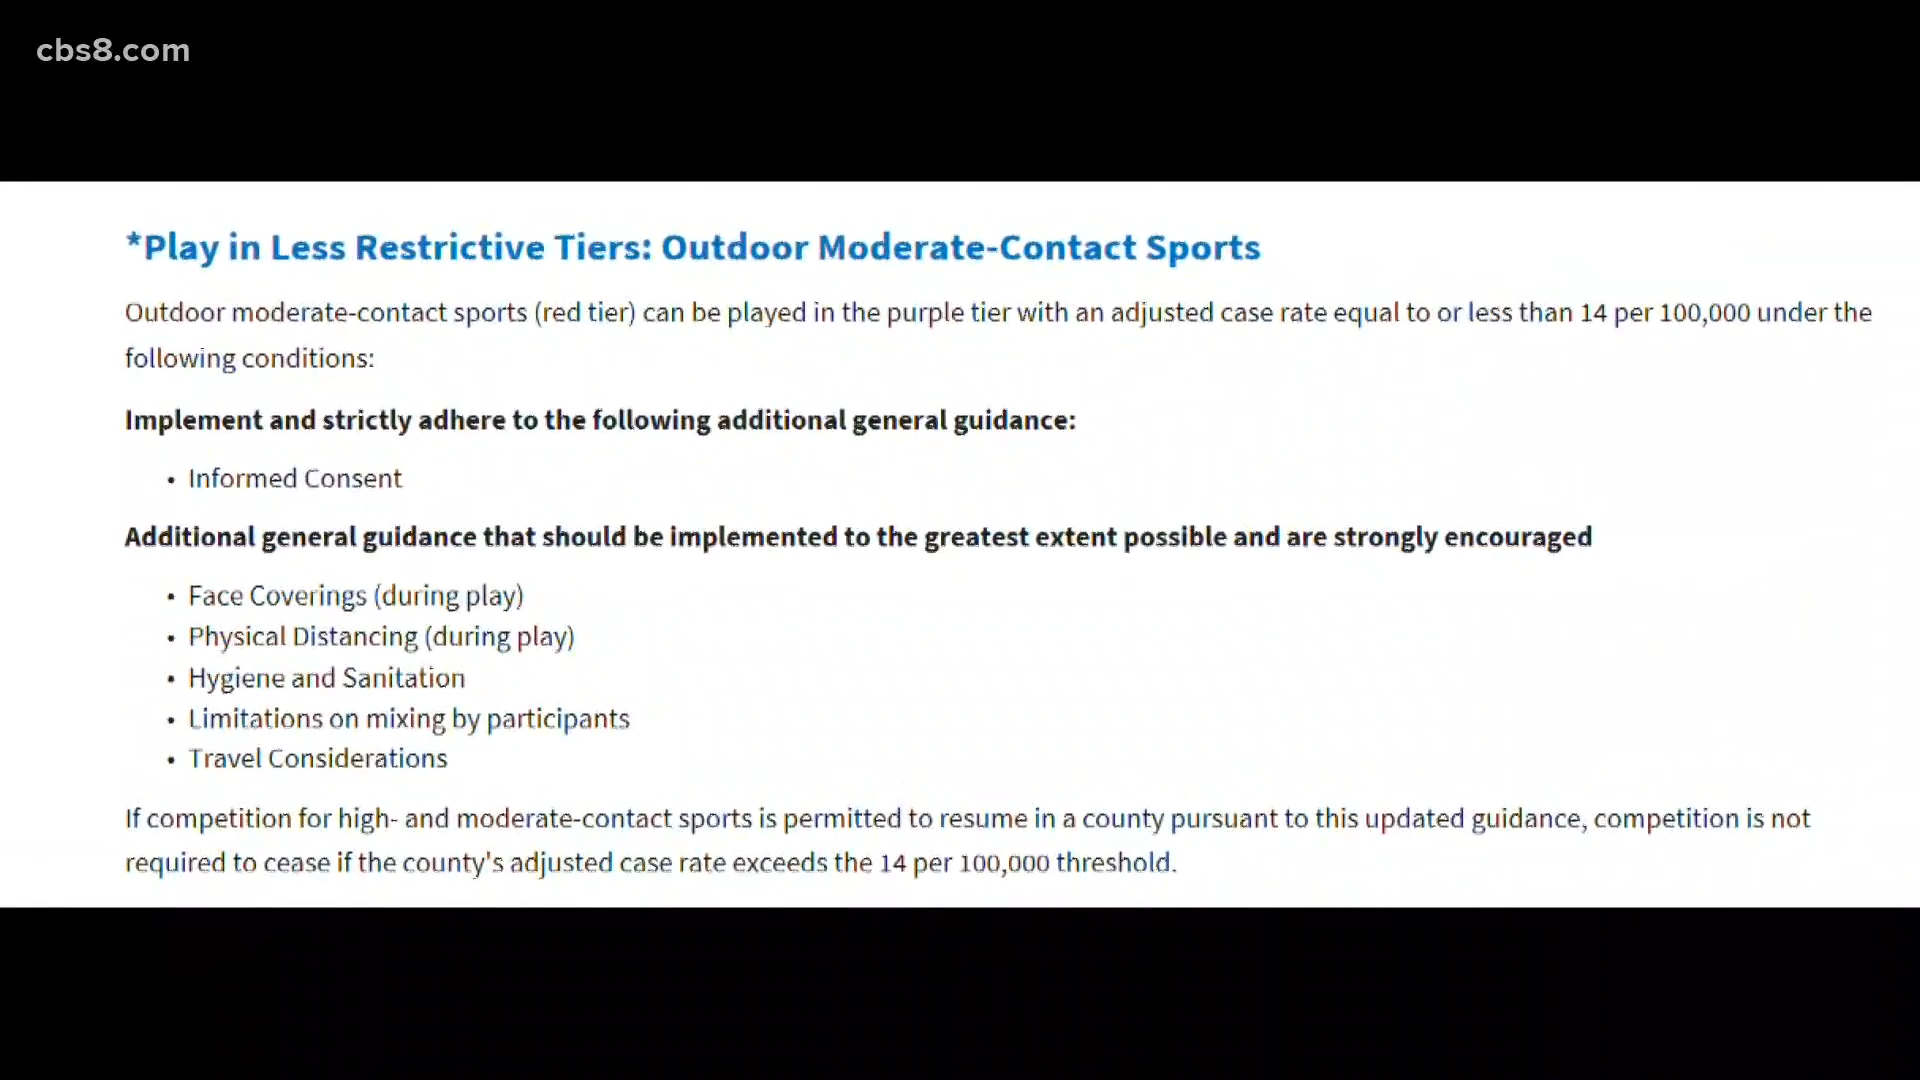 cbs8.com
*Play in Less Restrictive Tiers: Outdoor Moderate-Contact Sports
Outdoor moderate-contact sports (red tier) can be played in the purple tier with an adjusted case rate equal to or less than 14 per 100,000 under the
following conditions:
Implement and strictly adhere to the following additional general guidance:
• Informed Consent
Additional general guidance that should be implemented to the greatest extent possible and are strongly encouraged
• Face Coverings (during play)
• Physical Distancing (during play)
• Hygiene and Sanitation
• Limitations on mixing by participants
• Travel Considerations
If competition for high- and moderate-contact sports is permitted to resume in a county pursuant to this updated guidance, competition is not
required to cease if the county's adjusted case rate exceeds the 14 per 100,000 threshold.